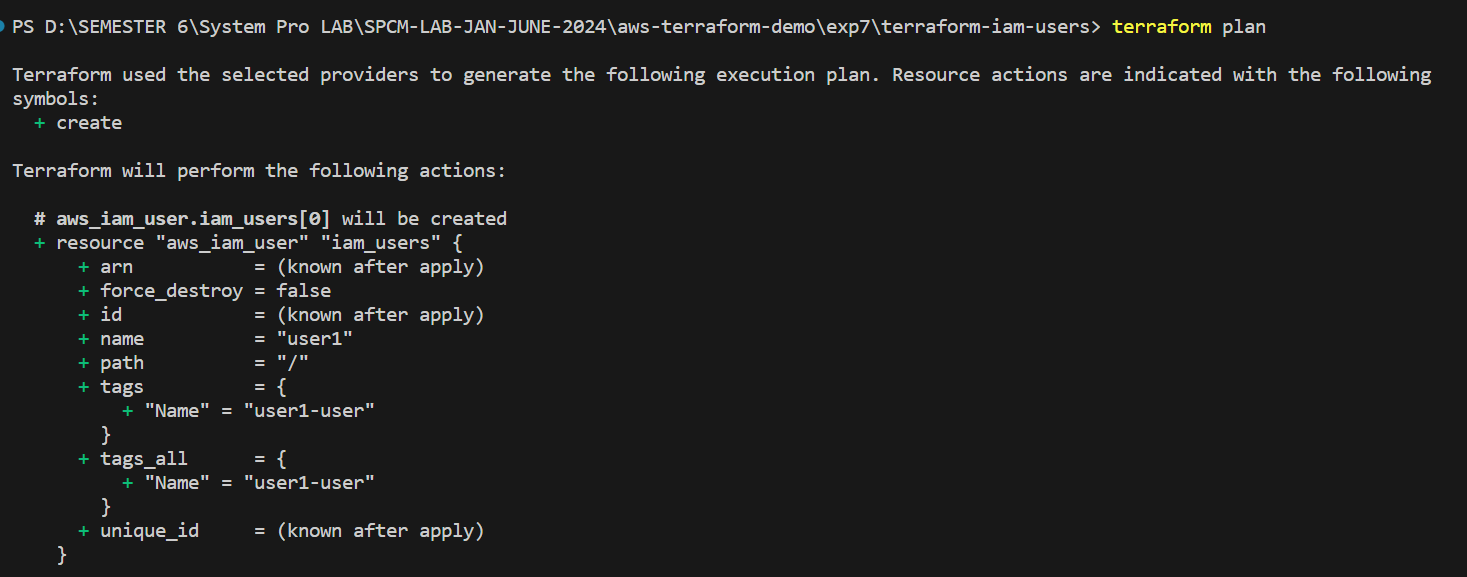 PS D:\SEMESTER 6\System Pro LAB\SPCM-LAB-JAN-JUNE-2024\aws-terraform-demo\exp7\terraform-iam-users> terraform plan
Terraform used the selected providers to generate the following execution plan. Resource actions are indicated with the following
symbols:
  + create
Terraform will perform the following actions:
  # aws_iam_user.iam_users[0] will be created
  + resource "aws_iam_user" "iam_users" {
      + arn           = (known after apply)
      + force_destroy = false
      + id            = (known after apply)
      + name          = "user1"
      + path          = "/"
      + tags          = {
          + "Name" = "user1-user"
        }
      + tags_all      = {
          + "Name" = "user1-user"
        }
      + unique_id     = (known after apply)
    }